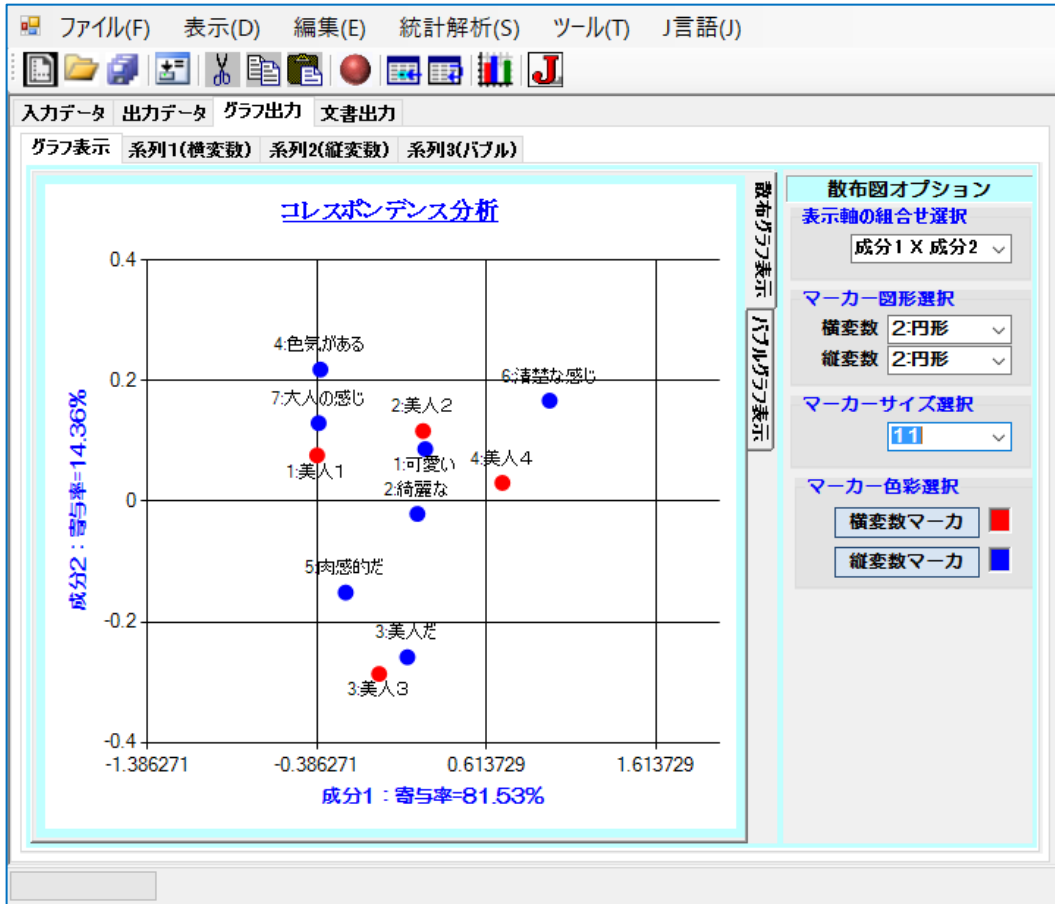 ファイル(F) 表示(D) 編集(E) 統計解析(S) ツール(T) J言語(J)
J
入力データ 出力データ グラフ出力 文書出力
グラフ表示 系列1(横変数) 系列2(縦変数) 系列3(バブル)
コレスポンデンス分析
0.4
4:色気がある
0.2
6:清楚な感じ
7:大人の感じ
2:美人2
1:美人1
1:可愛い
4:美人4
2:綺麗な
0
5:肉感的だ
-0.2
3:美人だ
3:美人3
-0.4
-1.386271 -0.386271 0.613729 1.613729
成分1：寄与率=81.53%
成分2：寄与率=14.36%
散布グラフ表示
バブルグラフ表示
散布図オプション
表示軸の組合せ選択
成分1 X 成分2
マーカー図形選択
横変数 2:円形
縦変数 2:円形
マーカーサイズ選択
11
マーカー色彩選択
横変数マーカ
縦変数マーカ